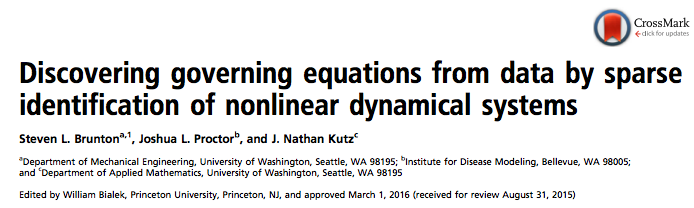 CrossMark
click for updates
Discovering governing equations from data by sparse
identification of nonlinear dynamical systems
Steven L. Brunton^a,1, Joshua L. Proctor^b, and J. Nathan Kutz^c
^aDepartment of Mechanical Engineering, University of Washington, Seattle, WA 98195; ^bInstitute for Disease Modeling, Bellevue, WA 98005;
and ^cDepartment of Applied Mathematics, University of Washington, Seattle, WA 98195
Edited by William Bialek, Princeton University, Princeton, NJ, and approved March 1, 2016 (received for review August 31, 2015)